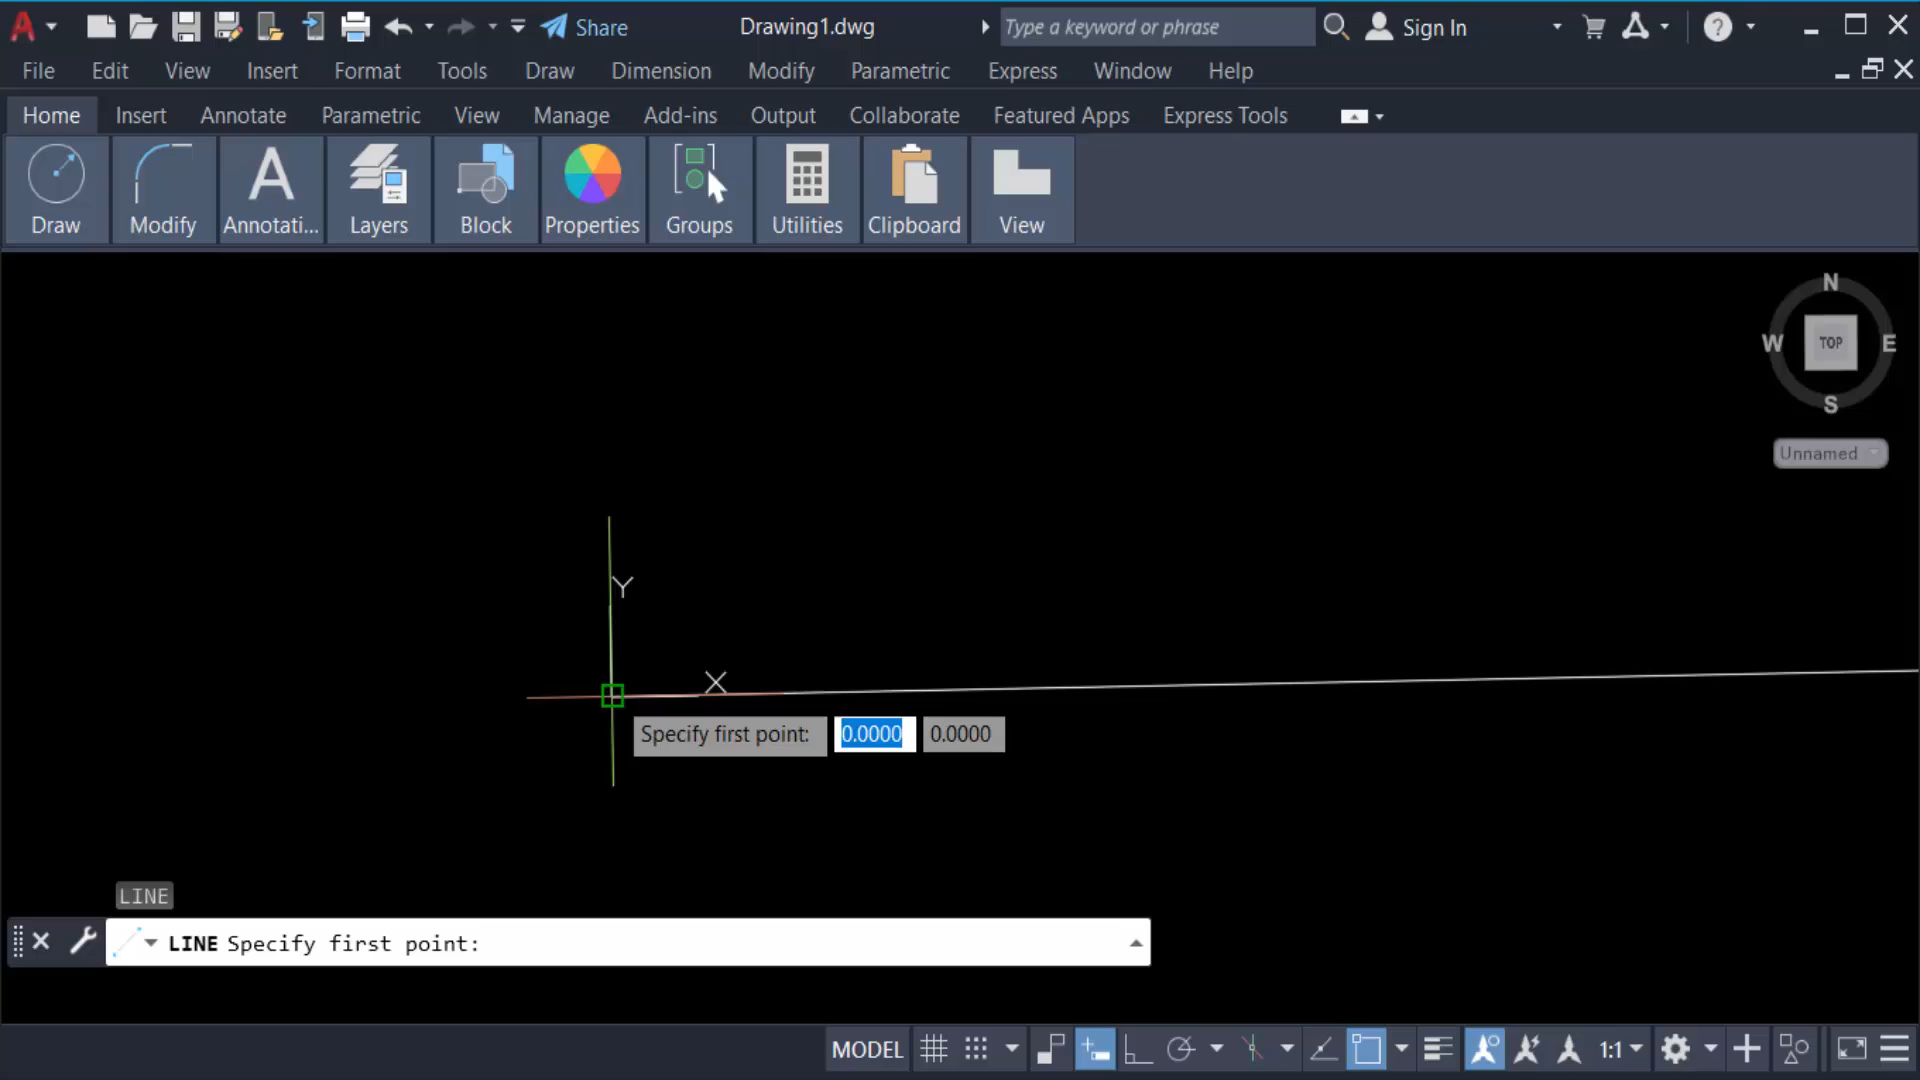 Share Drawing1.dwg Type a keyword or phrase Sign In
File Edit View Insert Format Tools Draw Dimension Modify Parametric Express Window Help
Home Insert Annotate Parametric View Manage Add-ins Output Collaborate Featured Apps Express Tools
Draw Modify Annotati... Layers Block Properties Groups Utilities Clipboard View
N
W TOP E
S
Unnamed
Y
X
Specify first point: 0.0000 0.0000
LINE
LINE Specify first point:
MODEL 1:1